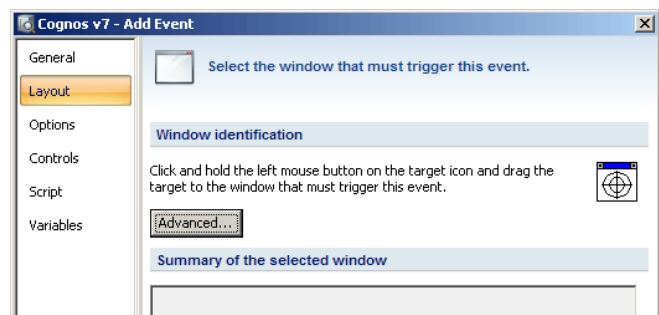 Cognos v7 - Add Event
General
Layout
Options
Controls
Script
Variables
Select the window that must trigger this event.
Window identification
Click and hold the left mouse button on the target icon and drag the
target to the window that must trigger this event.
Advanced...
Summary of the selected window